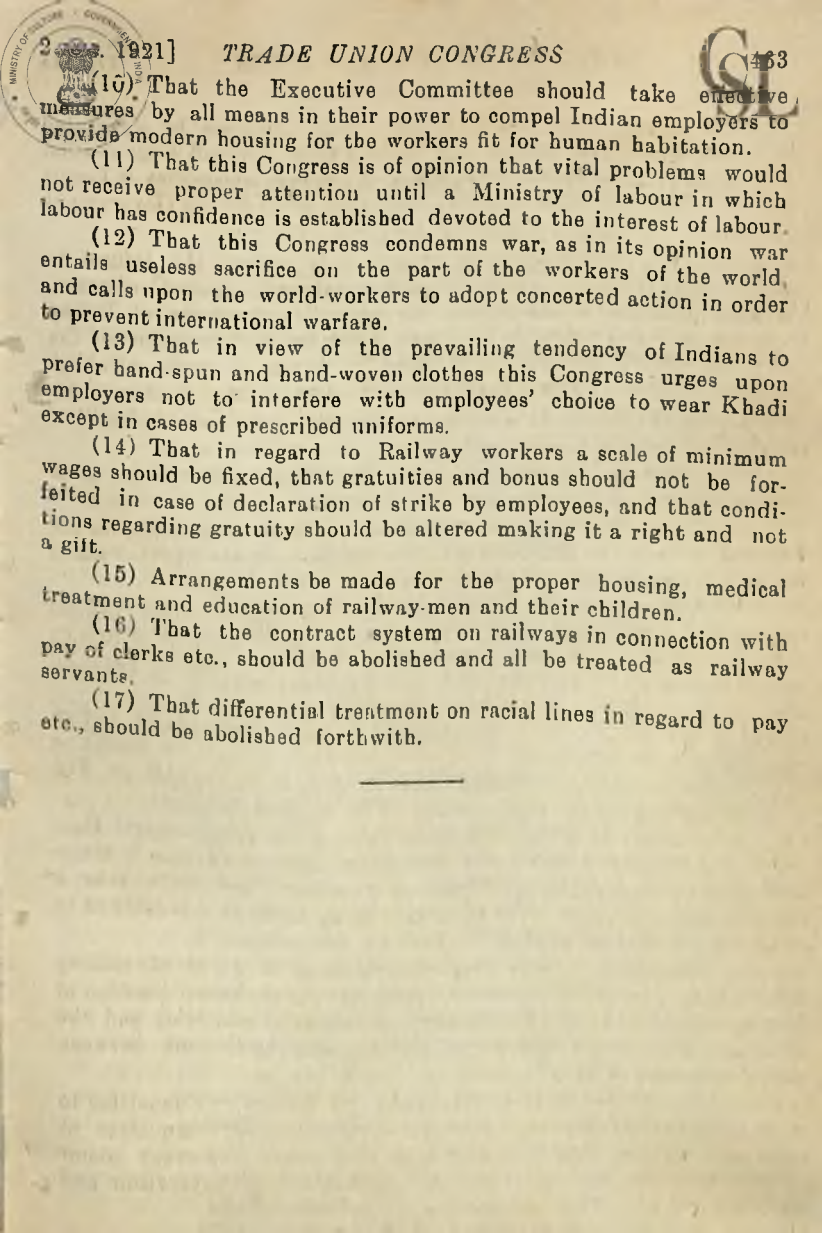 1921] TRADE UNION CONGRESS 463
(10) That the Executive Committee should take effective
measures by all means in their power to compel Indian employers to
provide modern housing for the workers fit for human habitation.
(11) That this Congress is of opinion that vital problems would
not receive proper attention until a Ministry of labour in which
labour has confidence is established devoted to the interest of labour.
(12) That this Congress condemns war, as in its opinion war
entails useless sacrifice on the part of the workers of the world
and calls upon the world-workers to adopt concerted action in order
to prevent international warfare.
(13) That in view of the prevailing tendency of Indians to
prefer hand-spun and hand-woven clothes this Congress urges upon
employers not to interfere with employees' choice to wear Khadi
except in cases of prescribed uniforms.
(14) That in regard to Railway workers a scale of minimum
wages should be fixed, that gratuities and bonus should not be for-
feited in case of declaration of strike by employees, and that condi-
tions regarding gratuity should be altered making it a right and not
a gift.
(15) Arrangements be made for the proper housing, medical
treatment and education of railway-men and their children.
(16) That the contract system on railways in connection with
pay of clerks etc., should be abolished and all be treated as railway
servants.
(17) That differential treatment on racial lines in regard to pay
etc., should be abolished forthwith.
MINISTRY OF CULTURE
GOVERNMENT
INDIA
CSL